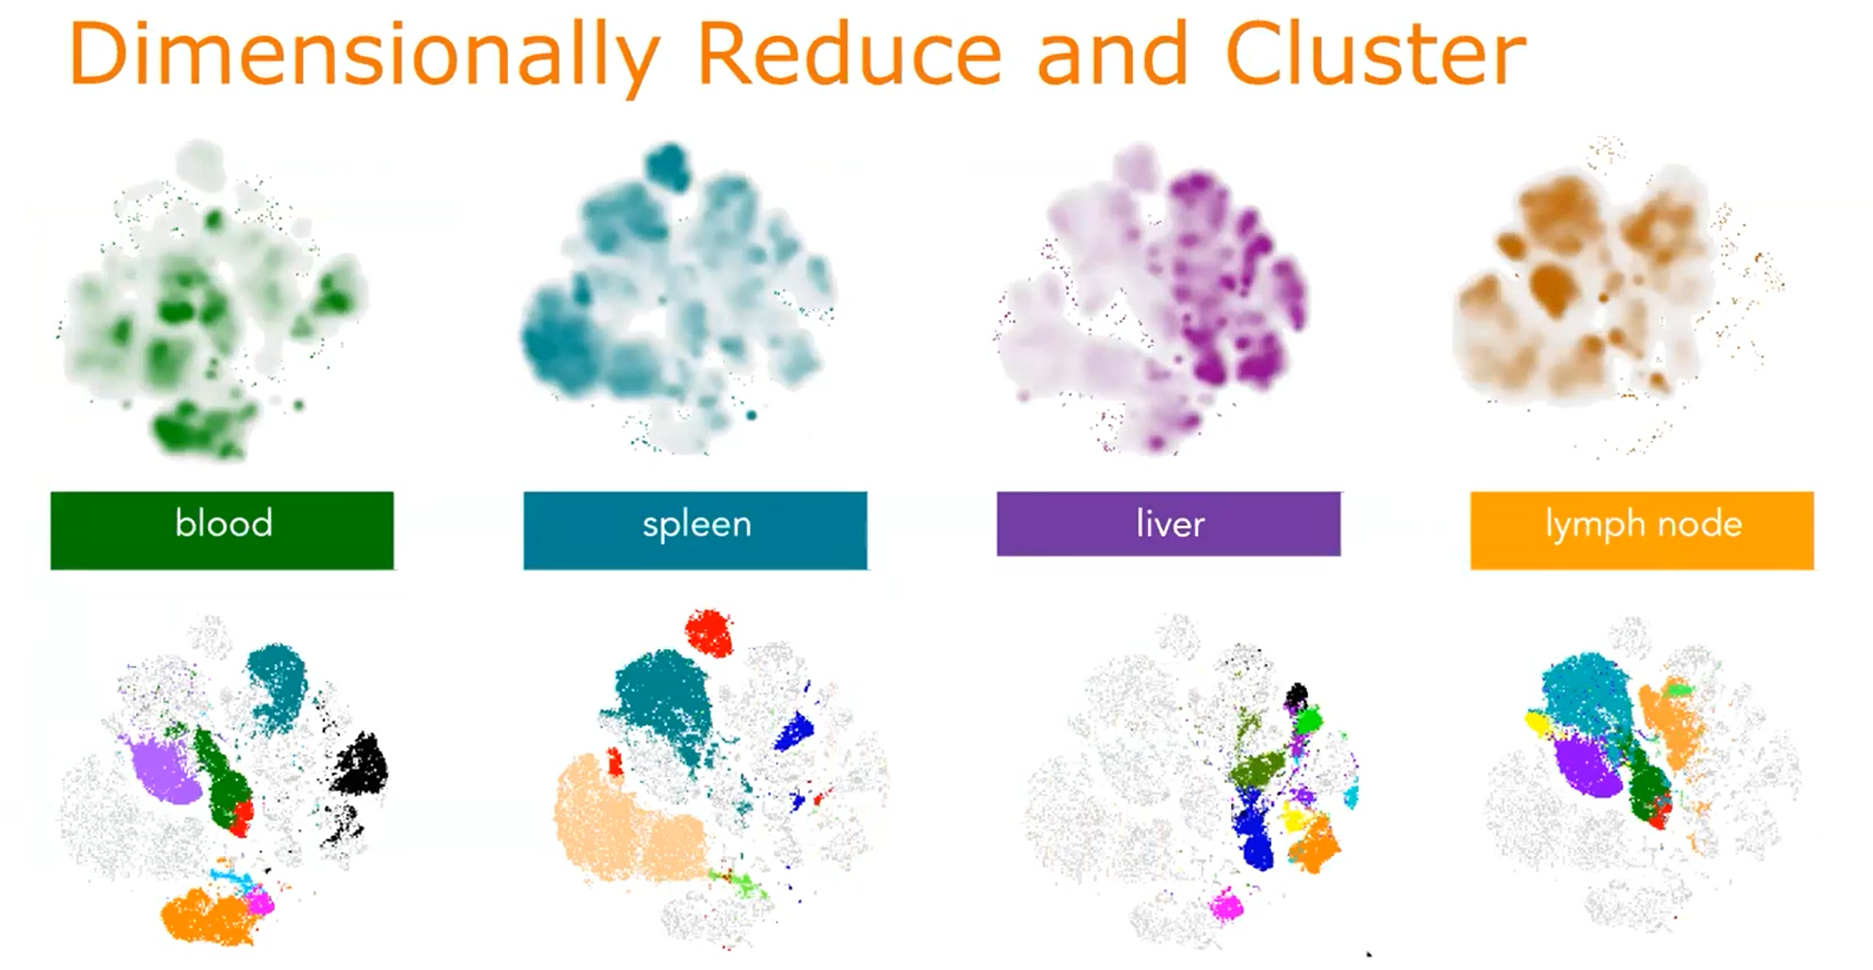 Dimensionally Reduce and Cluster
blood
spleen
liver
lymph node